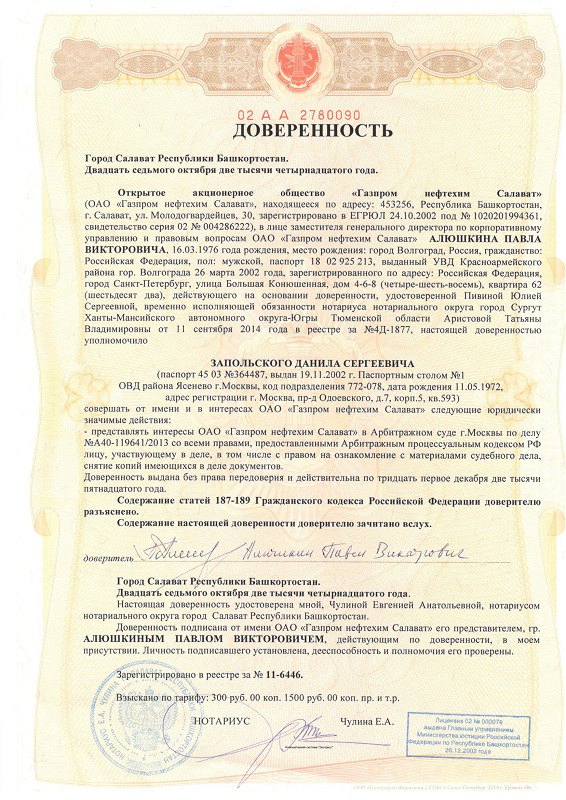 02 А А 2780090
ДОВЕРЕННОСТЬ
Город Салават Республики Башкортостан.
Двадцать седьмого октября две тысячи четырнадцатого года.
Открытое акционерное общество «Газпром нефтехим Салават»
(ОАО «Газпром нефтехим Салават», находящееся по адресу: 453256, Республика Башкортостан,
г. Салават, ул. Молодогвардейцев, 30, зарегистрировано в ЕГРЮЛ 24.10.2002 под № 1020201994361,
свидетельство серия 02 № 004286222), в лице заместителя генерального директора по корпоративному
управлению и правовым вопросам ОАО «Газпром нефтехим Салават» АЛЮШКИНА ПАВЛА
ВИКТОРОВИЧА, 16.03.1976 года рождения, место рождения: город Волгоград, Россия, гражданство:
Российская Федерация, пол: мужской, паспорт 18 02 925 213, выданный УВД Красноармейского
района гор. Волгограда 26 марта 2002 года, зарегистрированного по адресу: Российская Федерация,
город Санкт-Петербург, улица Большая Конюшенная, дом 4-6-8 (четыре-шесть-восемь), квартира 62
(шестьдесят два), действующего на основании доверенности, удостоверенной Пивиной Юлией
Сергеевной, временно исполняющей обязанности нотариуса нотариального округа город Сургут
Ханты-Мансийского автономного округа-Югры Тюменской области Аристовой Татьяны
Владимировны от 11 сентября 2014 года в реестре за №4Д-1877, настоящей доверенностью
уполномочило
ЗАПОЛЬСКОГО ДАНИЛА СЕРГЕЕВИЧА
(паспорт 45 03 №364487, выдан 19.11.2002 г. Паспортным столом №1
ОВД района Ясенево г.Москвы, код подразделения 772-078, дата рождения 11.05.1972,
адрес регистрации г. Москва, пр-д Одоевского, д.7, корп.5, кв.593)
совершать от имени и в интересах ОАО «Газпром нефтехим Салават» следующие юридически
значимые действия:
- представлять интересы ОАО «Газпром нефтехим Салават» в Арбитражном суде г.Москвы по делу
№А40-119641/2013 со всеми правами, предоставленными Арбитражным процессуальным кодексом РФ
лицу, участвующему в деле, в том числе с правом на ознакомление с материалами судебного дела,
снятие копий имеющихся в деле документов.
Доверенность выдана без права передоверия и действительна по тридцать первое декабря две тысячи
пятнадцатого года.
Содержание статей 187-189 Гражданского кодекса Российской Федерации доверителю
разъяснено.
Содержание настоящей доверенности доверителю зачитано вслух.
доверитель Алюшкин Павел Викторович
Город Салават Республики Башкортостан.
Двадцать седьмого октября две тысячи четырнадцатого года.
Настоящая доверенность удостоверена мной, Чулиной Евгенией Анатольевной, нотариусом
нотариального округа город Салават Республики Башкортостан.
Доверенность подписана от имени ОАО «Газпром нефтехим Салават» его представителем, гр.
АЛЮШКИНЫМ ПАВЛОМ ВИКТОРОВИЧЕМ, действующим по доверенности, в моем
присутствии. Личность подписавшего установлена, дееспособность и полномочия его проверены.
Зарегистрировано в реестре за № 11-6446.
Взыскано по тарифу: 300 руб. 00 коп. 1500 руб. 00 коп. пр. и т.р.
НОТАРИУС Чулина Е.А.
Лицензия 02 № 000079
выдана Главным управлением
Министерства юстиции Российской
Федерации по Республике Башкортостан
26.12.2002 года